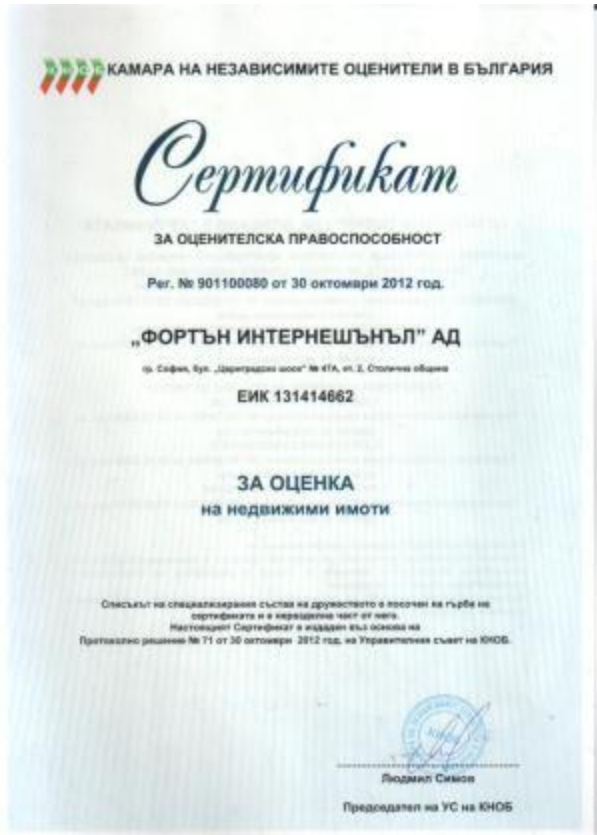 КАМАРА НА НЕЗАВИСИМИТЕ ОЦЕНИТЕЛИ В БЪЛГАРИЯ
Сертификат
ЗА ОЦЕНИТЕЛСКА ПРАВОСПОСОБНОСТ
Рег. № 901100080 от 30 октомври 2012 год.
„ФОРТЪН ИНТЕРНЕШЪНЪЛ" АД
гр. София, бул. „Цариградско шосе" № 47А, ет. 2, Столична община
ЕИК 131414662
ЗА ОЦЕНКА
на недвижими имоти
Списъкът на специализирания състав на дружеството е посочен на гърба на
сертификата и е неразделна част от него.
Настоящият Сертификат е издаден въз основа на
Протоколно решение № 71 от 30 октомври 2012 год. на Управителния съвет на КНОБ.
КНОБ
Людмил Симов
Председател на УС на КНОБ